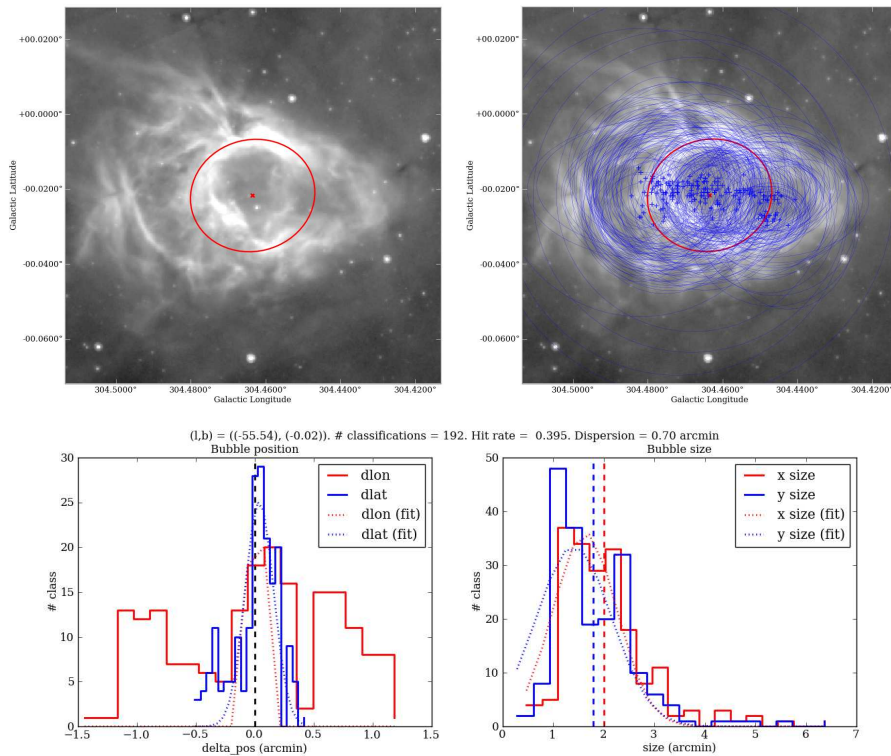 +00.0200°
+00.0000°
-00.0200°
-00.0400°
-00.0600°
Galactic Latitude
304.5000°
304.4800°
304.4600°
304.4400°
304.4200°
Galactic Longitude
+00.0200°
+00.0000°
-00.0200°
-00.0400°
-00.0600°
Galactic Latitude
304.5000°
304.4800°
304.4600°
304.4400°
304.4200°
Galactic Longitude
(l,b) = ((-55.54), (-0.02)). # classifications = 192. Hit rate = 0.395. Dispersion = 0.70 arcmin
Bubble position
30
25
20
15
10
5
0
# class
dlon
dlat
dlon (fit)
dlat (fit)
−1.5
−1.0
−0.5
0.0
0.5
1.0
1.5
delta_pos (arcmin)
Bubble size
50
40
30
20
10
0
# class
x size
y size
x size (fit)
y size (fit)
0
1
2
3
4
5
6
7
size (arcmin)